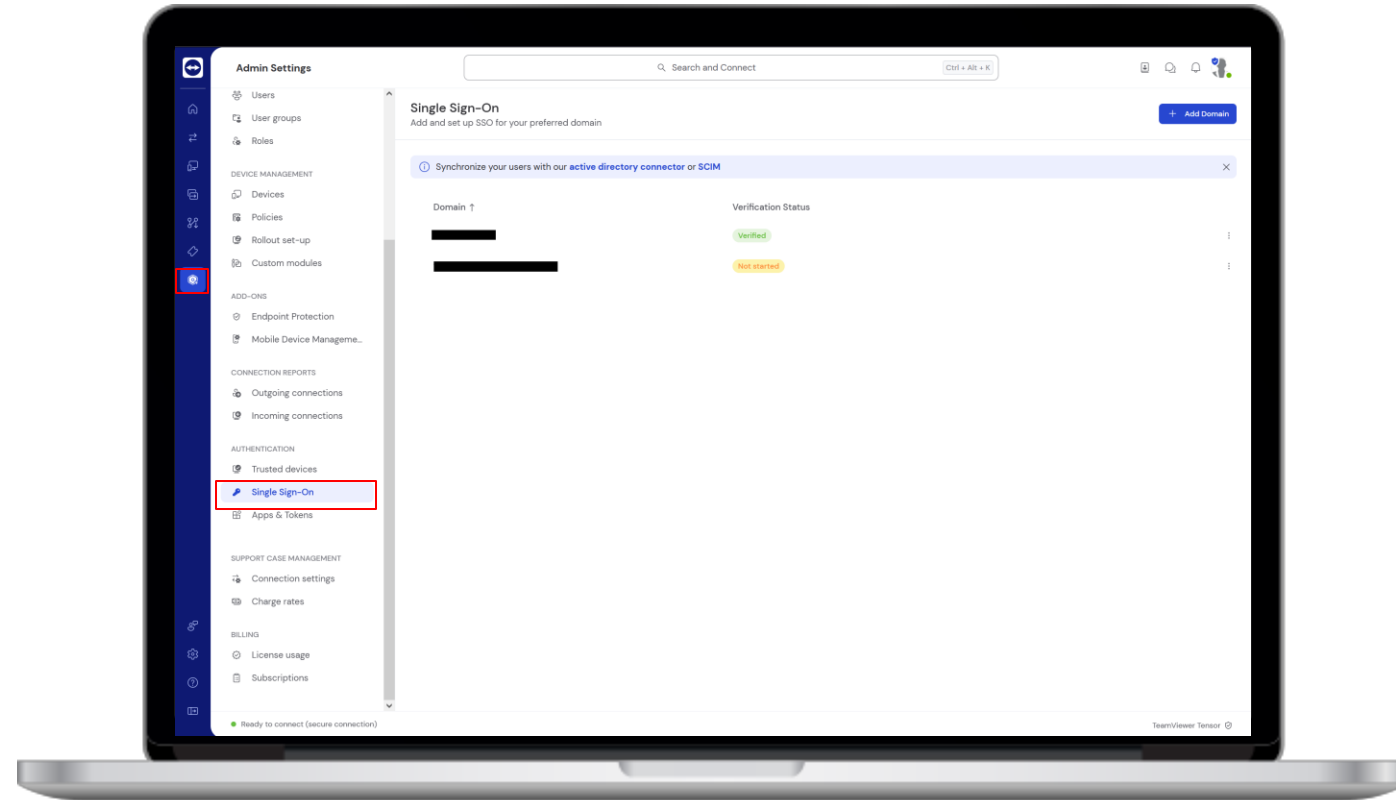 Admin Settings
Search and Connect
Ctrl + Alt + K
Users
User groups
Roles
DEVICE MANAGEMENT
Devices
Policies
Rollout set-up
Custom modules
ADD-ONS
Endpoint Protection
Mobile Device Manageme...
CONNECTION REPORTS
Outgoing connections
Incoming connections
AUTHENTICATION
Trusted devices
Single Sign-On
Apps & Tokens
SUPPORT CASE MANAGEMENT
Connection settings
Charge rates
BILLING
License usage
Subscriptions
Single Sign-On
Add and set up SSO for your preferred domain
+ Add Domain
Synchronize your users with our active directory connector or SCIM
Domain ↑ Verification Status
Verified
Not started
Ready to connect (secure connection)
TeamViewer Tensor